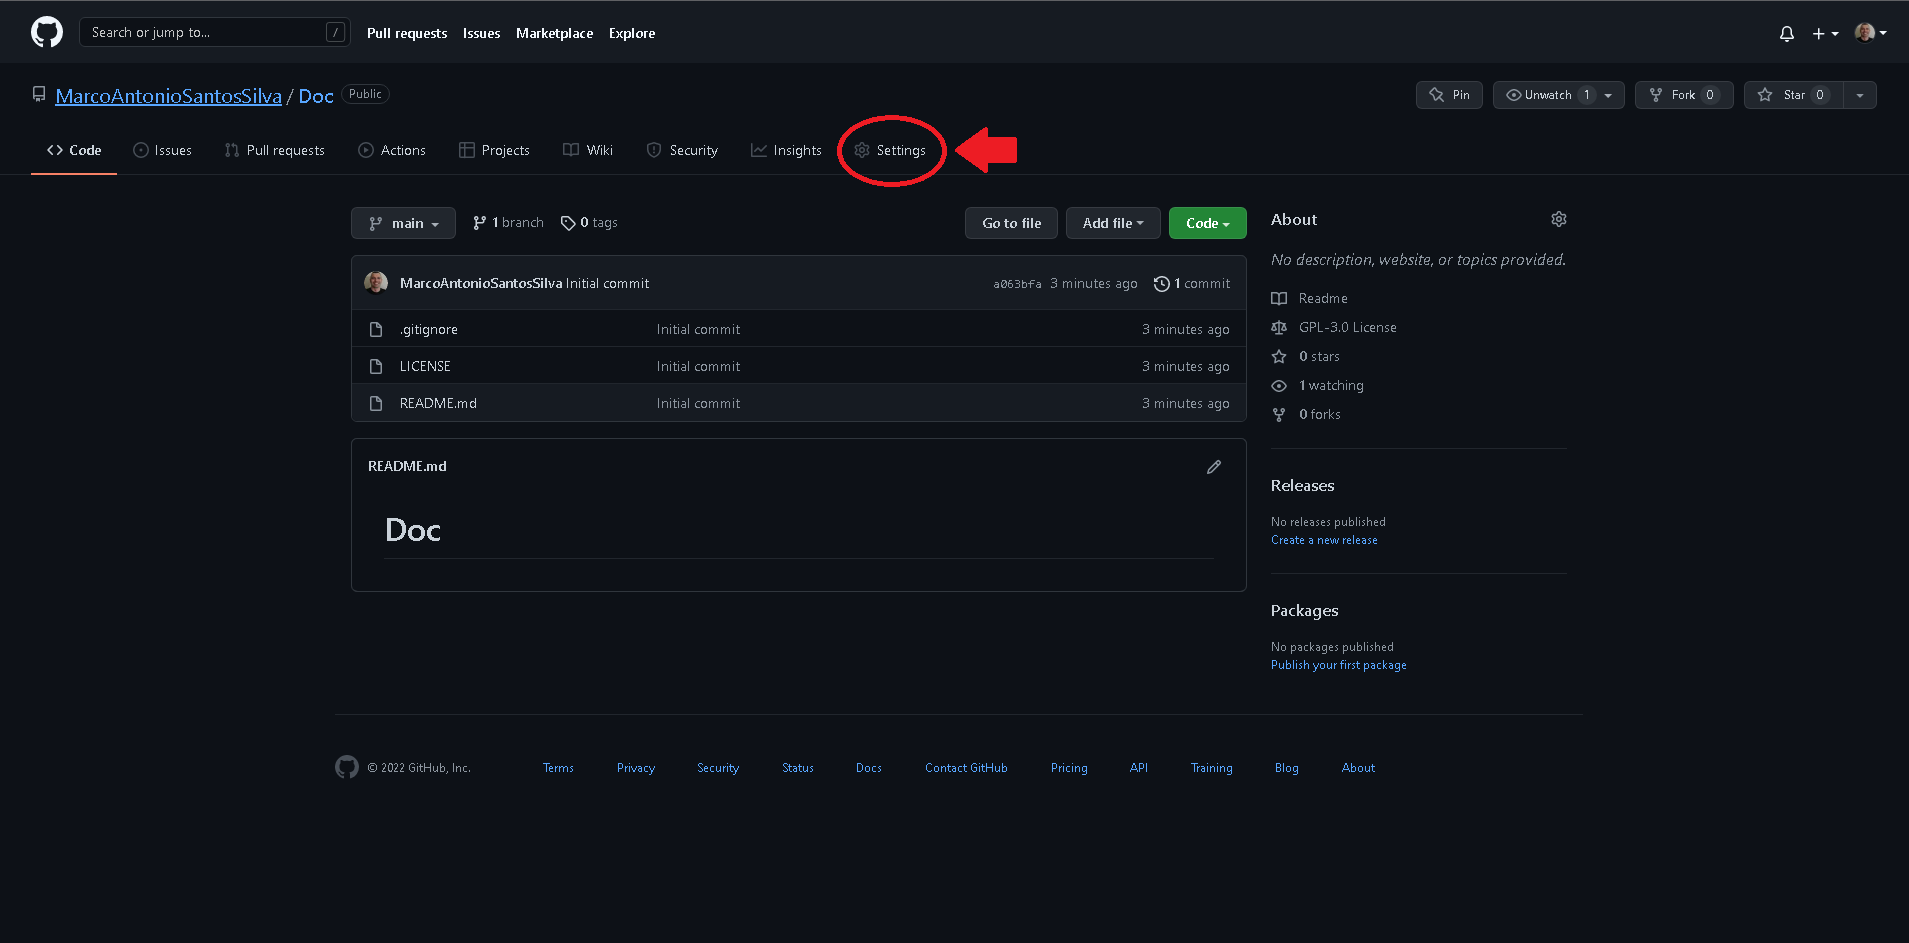 Search or jump to... / Pull requests Issues Marketplace Explore
MarcoAntonioSantosSilva / Doc Public Pin Unwatch 1 Fork 0 Star 0
Code Issues Pull requests Actions Projects Wiki Security Insights Settings
main 1 branch 0 tags Go to file Add file Code
MarcoAntonioSantosSilva Initial commit a063bfa 3 minutes ago 1 commit
.gitignore Initial commit 3 minutes ago
LICENSE Initial commit 3 minutes ago
README.md Initial commit 3 minutes ago
README.md
Doc
About
No description, website, or topics provided.
Readme
GPL-3.0 License
0 stars
1 watching
0 forks
Releases
No releases published
Create a new release
Packages
No packages published
Publish your first package
© 2022 GitHub, Inc. Terms Privacy Security Status Docs Contact GitHub Pricing API Training Blog About